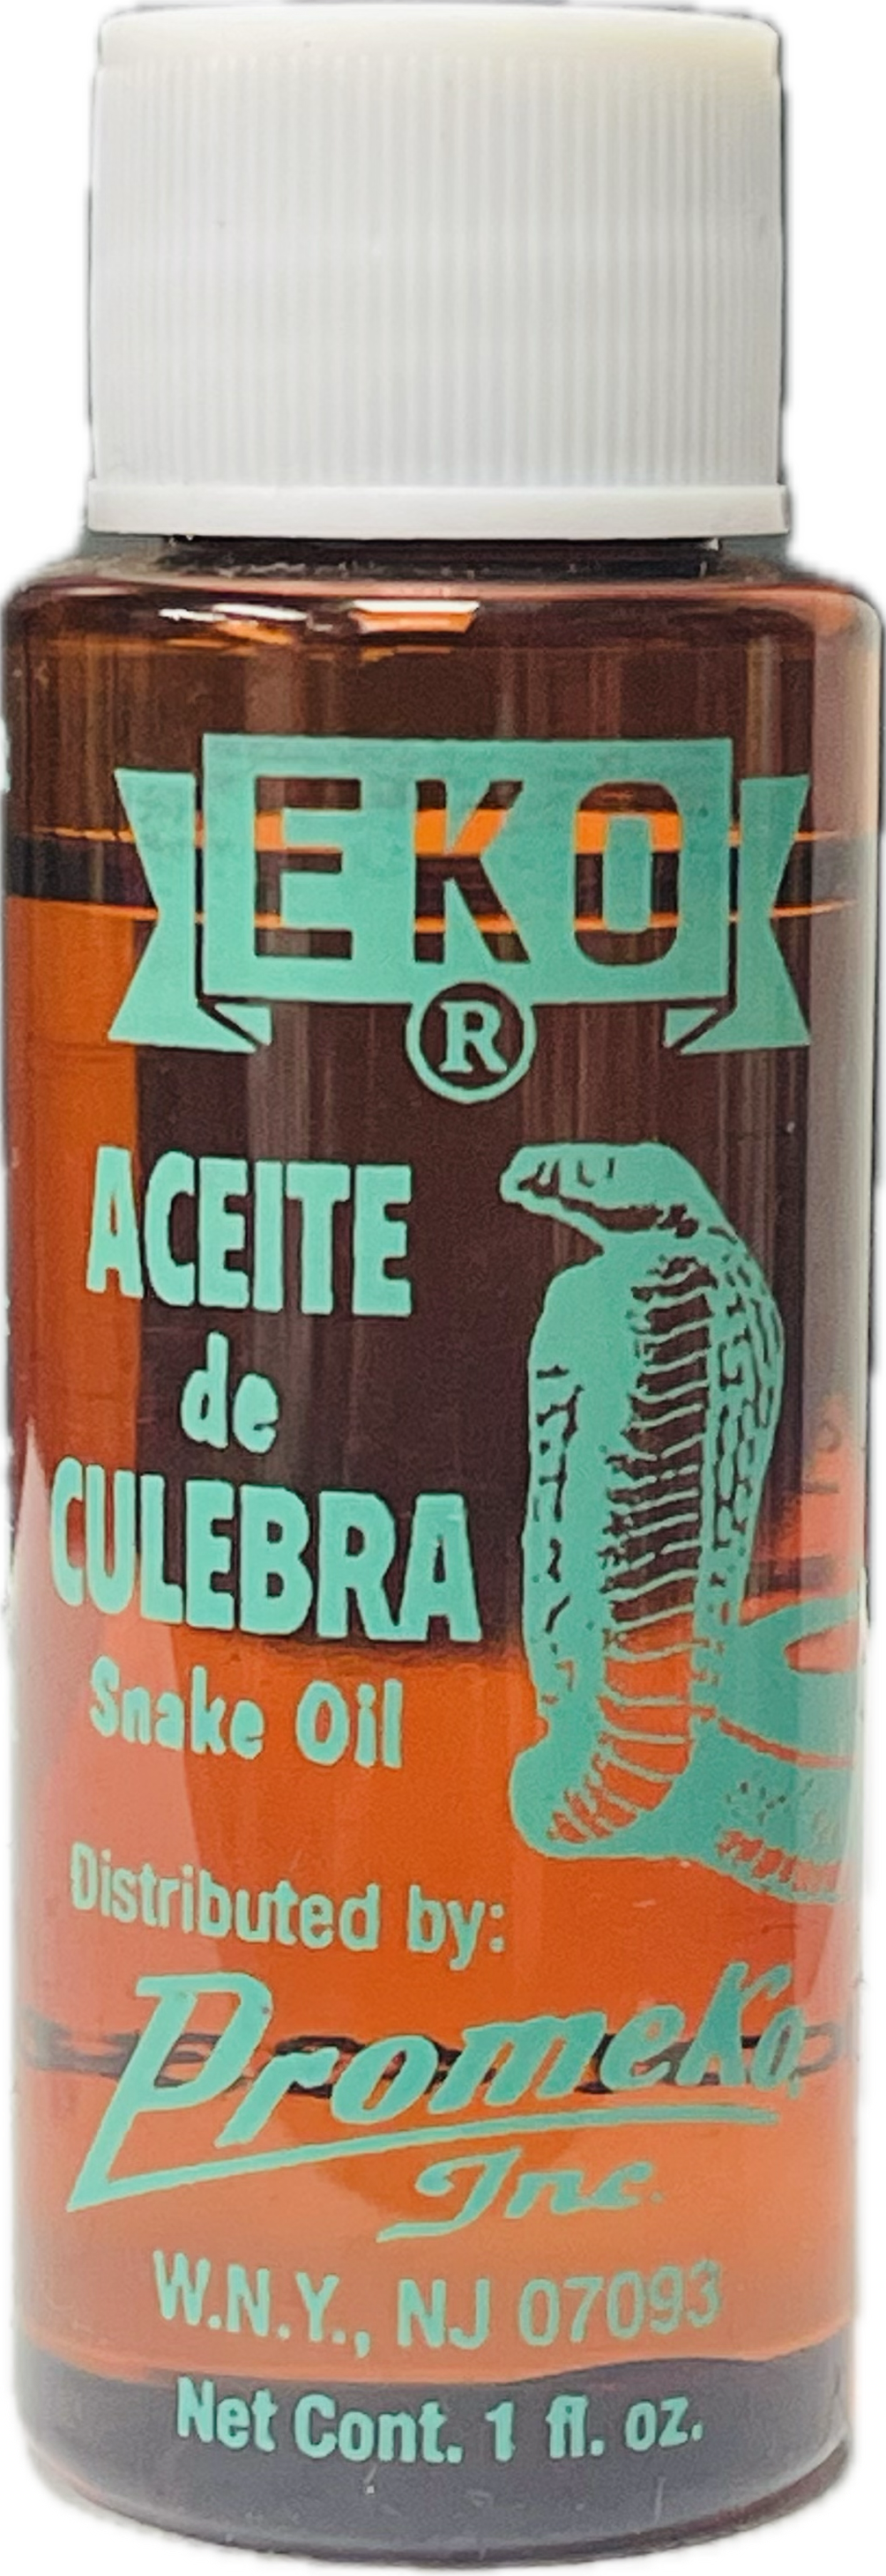 EKO
®
ACEITE
de
CULEBRA
Snake Oil
Distributed by:
Promeko,
Inc.
W.N.Y., NJ 07093
Net Cont. 1 fl. oz.